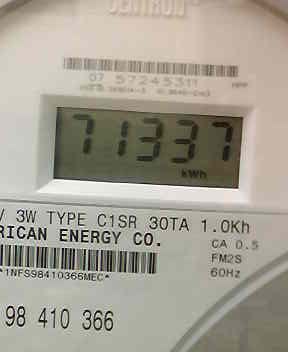 CENTRON
07 57245311
71337
kWh
V 3W TYPE C1SR 30TA 1.0Kh
RICAN ENERGY CO.
CA 0.5
FM2S
60Hz
*1NFS98410366MEC*
98 410 366